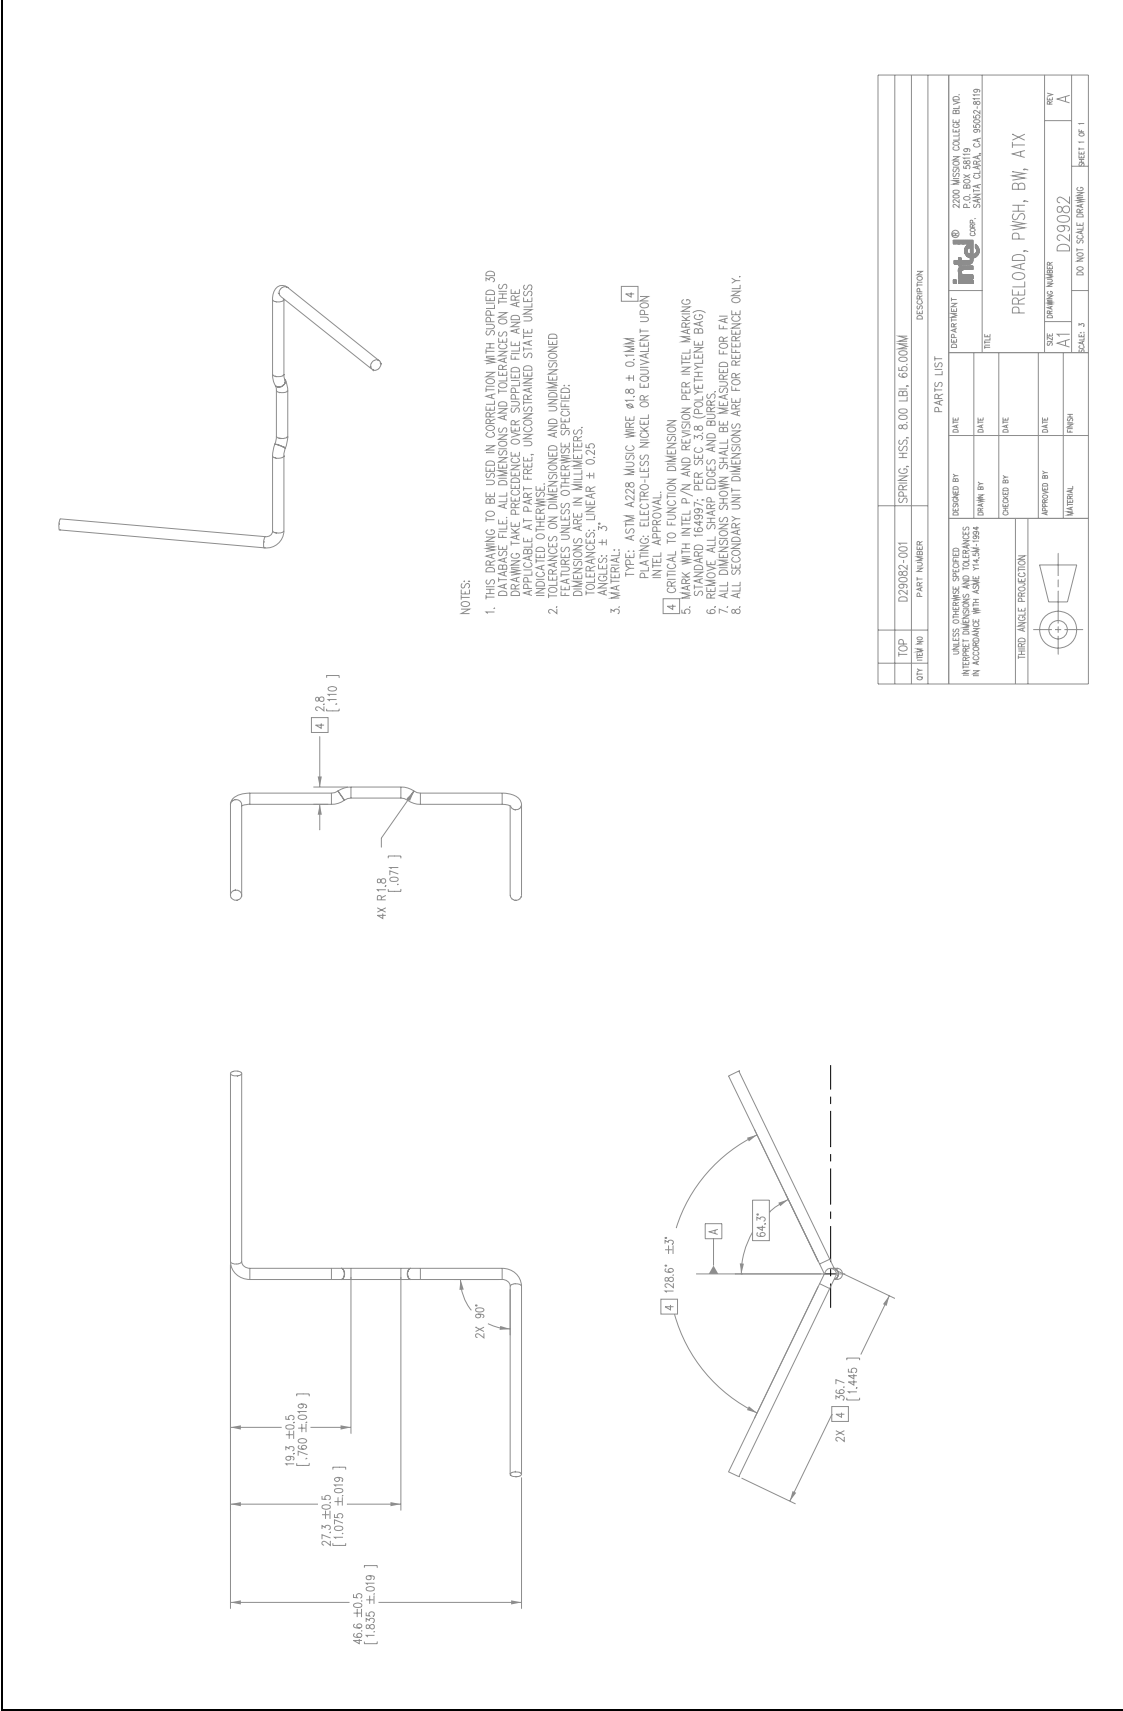 46.6 ±0.5
[ 1.835 ±.019 ]
27.3 ±0.5
[ 1.075 ±.019 ]
19.3 ±0.5
[ .760 ±.019 ]
2X 90°
4X R1.8
[ .071 ]
4 2.8
[ .110 ]
2X 4 36.7
[ 1.445 ]
4 128.6° ±3°
A
64.3°
NOTES:
1. THIS DRAWING TO BE USED IN CORRELATION WITH SUPPLIED 3D
DATABASE FILE. ALL DIMENSIONS AND TOLERANCES ON THIS
DRAWING TAKE PRECEDENCE OVER SUPPLIED FILE AND ARE
APPLICABLE AT PART FREE, UNCONSTRAINED STATE UNLESS
INDICATED OTHERWISE.
2. TOLERANCES ON DIMENSIONED AND UNDIMENSIONED
FEATURES UNLESS OTHERWISE SPECIFIED:
DIMENSIONS ARE IN MILLIMETERS.
TOLERANCES: LINEAR ± 0.25
ANGLES: ± 3°
3. MATERIAL:
TYPE: ASTM A228 MUSIC WIRE ø1.8 ± 0.1MM 4
PLATING: ELECTRO-LESS NICKEL OR EQUIVALENT UPON
INTEL APPROVAL.
4 CRITICAL TO FUNCTION DIMENSION
5. MARK WITH INTEL P/N AND REVISION PER INTEL MARKING
STANDARD 164997; PER SEC 3.8 (POLYETHYLENE BAG)
6. REMOVE ALL SHARP EDGES AND BURRS.
7. ALL DIMENSIONS SHOWN SHALL BE MEASURED FOR FAI
8. ALL SECONDARY UNIT DIMENSIONS ARE FOR REFERENCE ONLY.
TOP D29082-001 SPRING, HSS, 8.00 LBI, 65.00MM
QTY ITEM NO PART NUMBER DESCRIPTION
PARTS LIST
UNLESS OTHERWISE SPECIFIED
INTERPRET DIMENSIONS AND TOLERANCES
IN ACCORDANCE WITH ASME Y14.5M-1994
THIRD ANGLE PROJECTION
DESIGNED BY DATE
DRAWN BY DATE
CHECKED BY DATE
APPROVED BY DATE
MATERIAL FINISH
DEPARTMENT
intel® CORP.
2200 MISSION COLLEGE BLVD.
P.O. BOX 58119
SANTA CLARA, CA 95052-8119
TITLE
PRELOAD, PWSH, BW, ATX
SIZE DRAWING NUMBER REV
A1 D29082 A
SCALE: 3 DO NOT SCALE DRAWING SHEET 1 OF 1